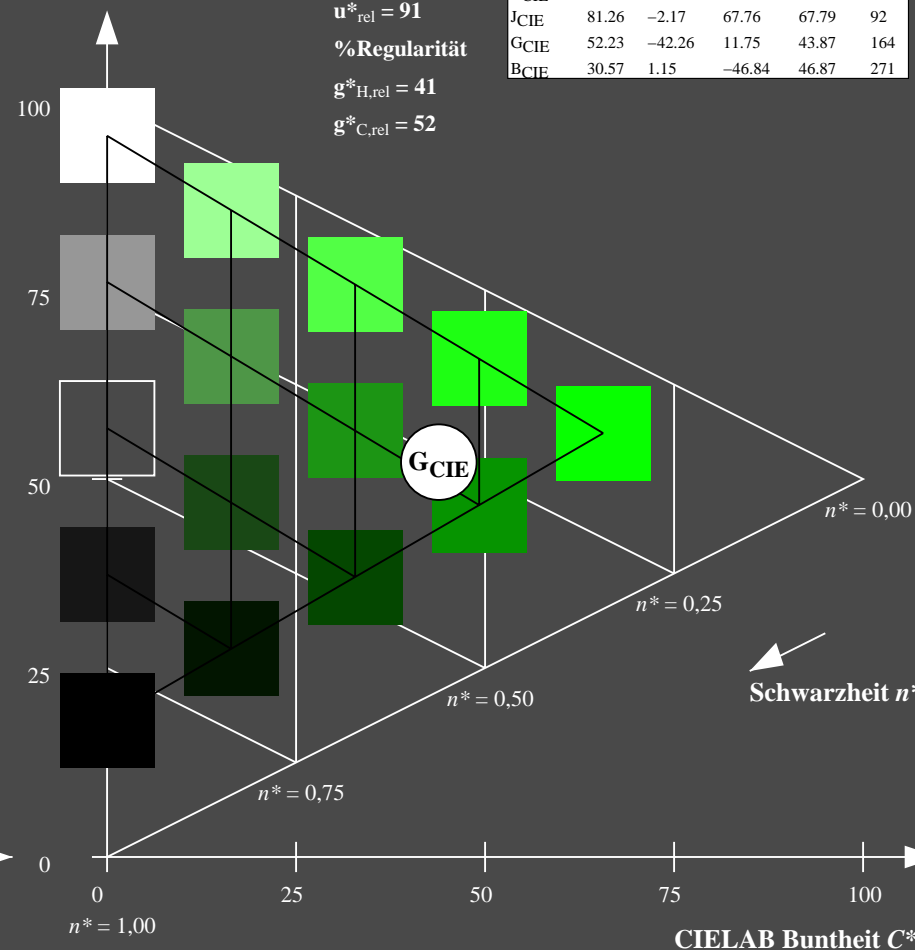 u*rel = 91
%Regularität
g*H,rel = 41
g*C,rel = 52
JCIE 81.26 −2.17 67.76 67.79 92
GCIE 52.23 −42.26 11.75 43.87 164
BCIE 30.57 1.15 −46.84 46.87 271
100
75
50
25
0
GCIE
n* = 0,00
n* = 0,25
Schwarzheit n*
n* = 0,50
n* = 0,75
0 25 50 75 100
n* = 1,00
CIELAB Buntheit C*